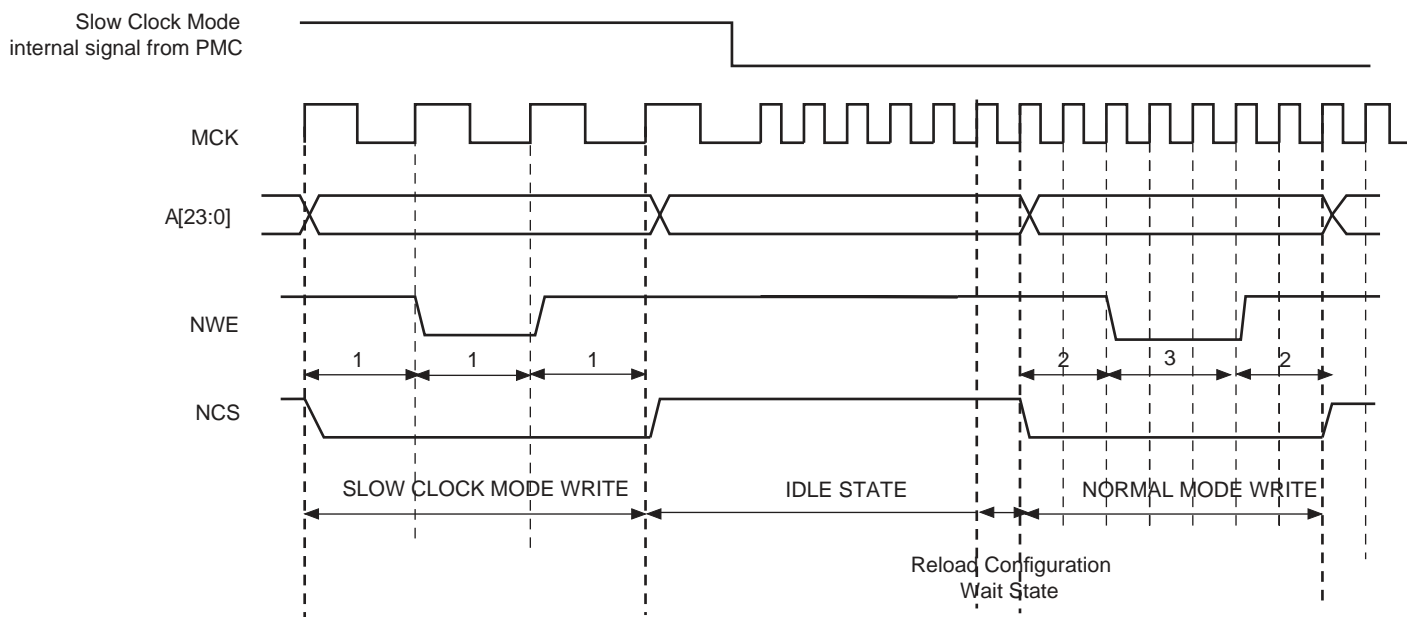 Slow Clock Mode
internal signal from PMC
MCK
A[23:0]
NWE
1 1 1 2 3 2
NCS
SLOW CLOCK MODE WRITE IDLE STATE NORMAL MODE WRITE
Reload Configuration
Wait State